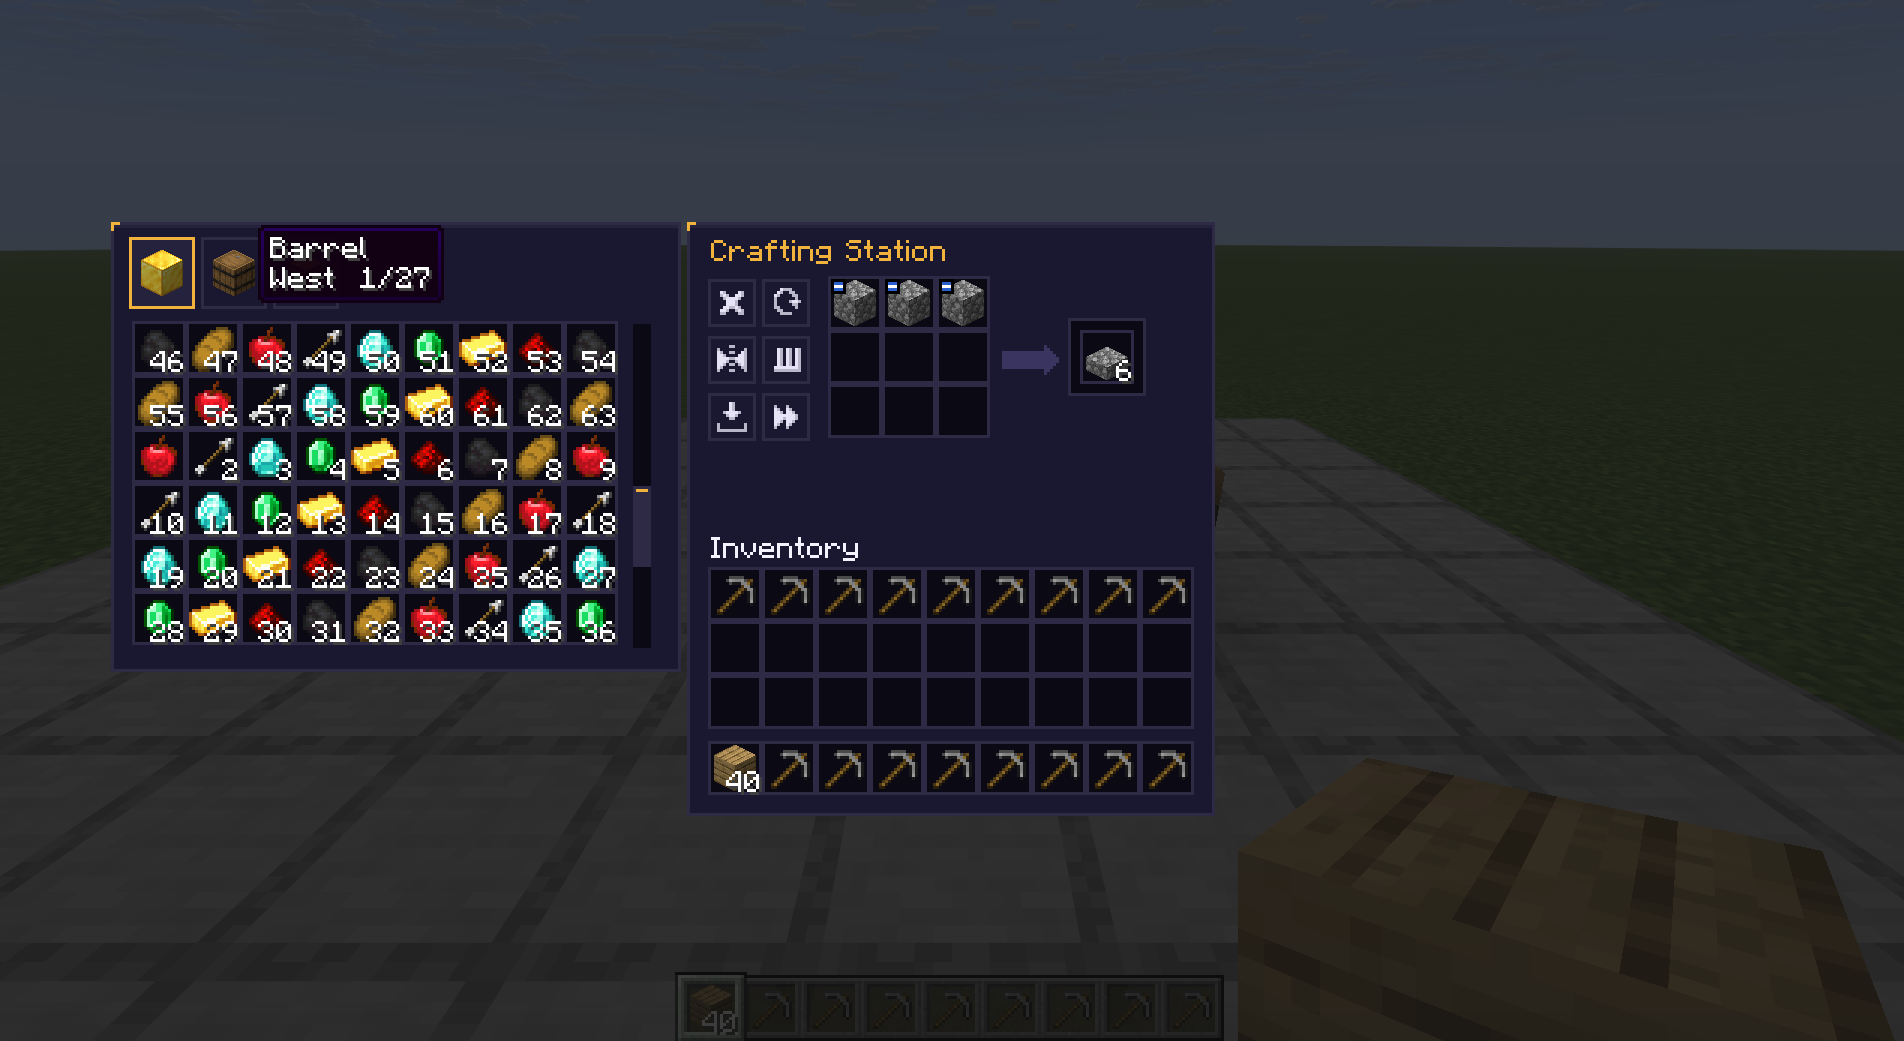 Barrel
West 1/27
Crafting Station
46 47 48 49 50 51 52 53 54
55 56 57 58 59 60 61 62 63
2 3 4 5 6 7 8 9
10 11 12 13 14 15 16 17 18
19 20 21 22 23 24 25 26 27
28 29 30 31 32 33 34 35 36
6
Inventory
40
40